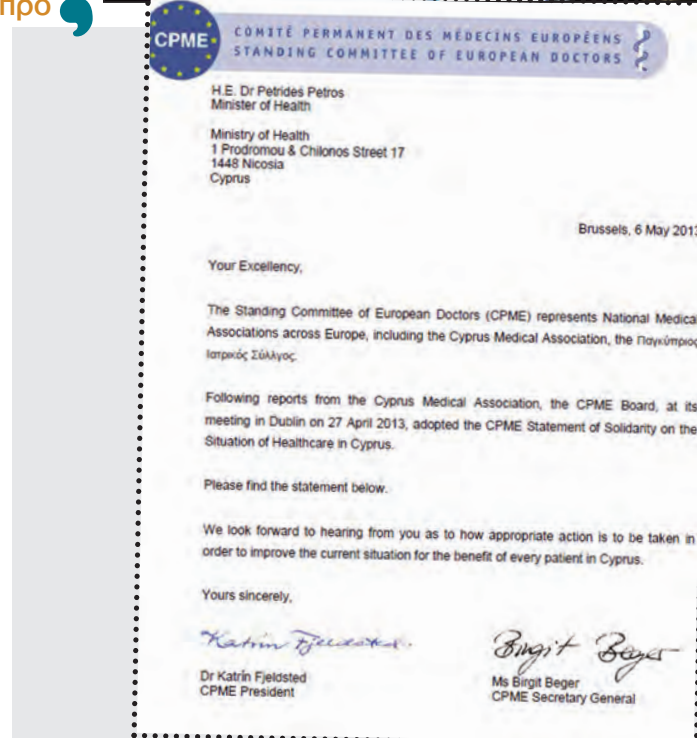 προ
CPME
COMITÉ PERMANENT DES MÉDECINS EUROPÉENS
STANDING COMMITTEE OF EUROPEAN DOCTORS
H.E. Dr Petrides Petros
Minister of Health
Ministry of Health
1 Prodromou & Chilonos Street 17
1448 Nicosia
Cyprus
Brussels, 6 May 2013
Your Excellency,
The Standing Committee of European Doctors (CPME) represents National Medical
Associations across Europe, including the Cyprus Medical Association, the Παγκύπριος
Ιατρικός Σύλλγος.
Following reports from the Cyprus Medical Association, the CPME Board, at its
meeting in Dublin on 27 April 2013, adopted the CPME Statement of Solidarity on the
Situation of Healthcare in Cyprus.
Please find the statement below.
We look forward to hearing from you as to how appropriate action is to be taken in
order to improve the current situation for the benefit of every patient in Cyprus.
Yours sincerely,
Katrín Fjeldsted
Birgit Beger
Dr Katrín Fjeldsted
CPME President
Ms Birgit Beger
CPME Secretary General